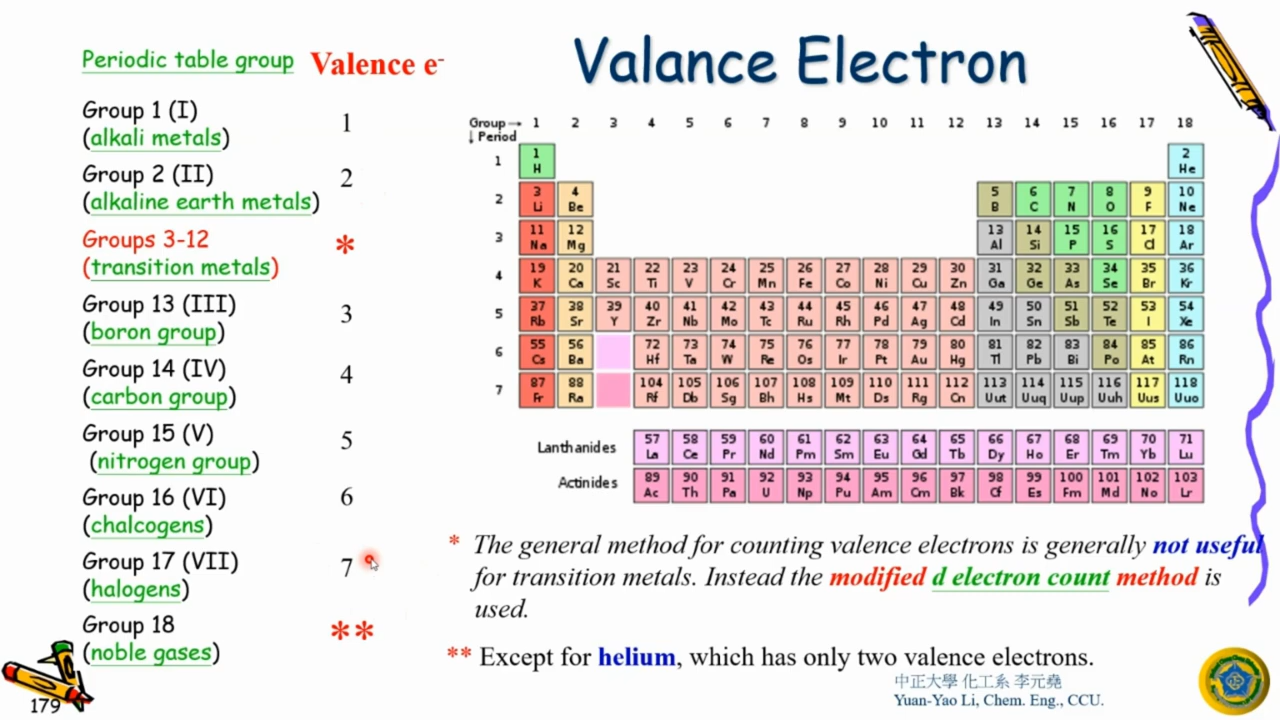 Valance Electron
Periodic table group Valence e-
Group 1 (I)
(alkali metals)
1
Group 2 (II)
(alkaline earth metals)
2
Groups 3-12
(transition metals)
*
Group 13 (III)
(boron group)
3
Group 14 (IV)
(carbon group)
4
Group 15 (V)
(nitrogen group)
5
Group 16 (VI)
(chalcogens)
6
Group 17 (VII)
(halogens)
7
Group 18
(noble gases)
**
Group→ 1 2 3 4 5 6 7 8 9 10 11 12 13 14 15 16 17 18
↓ Period
1 2
1 H He
5 6 7 8 9 10
3 4
2 Li Be B C N O F Ne
11 12 13 14 15 16 17 18
3 Na Mg Al Si P S Cl Ar
19 20 21 22 23 24 25 26 27 28 29 30 31 32 33 34 35 36
4 K Ca Sc Ti V Cr Mn Fe Co Ni Cu Zn Ga Ge As Se Br Kr
37 38 39 40 41 42 43 44 45 46 47 48 49 50 51 52 53 54
5 Rb Sr Y Zr Nb Mo Tc Ru Rh Pd Ag Cd In Sn Sb Te I Xe
55 56 72 73 74 75 76 77 78 79 80 81 82 83 84 85 86
6 Cs Ba Hf Ta W Re Os Ir Pt Au Hg Tl Pb Bi Po At Rn
87 88 104 105 106 107 108 109 110 111 112 113 114 115 116 117 118
7 Fr Ra Rf Db Sg Bh Hs Mt Ds Rg Cn Uut Uuq Uup Uuh Uus Uuo
57 58 59 60 61 62 63 64 65 66 67 68 69 70 71
Lanthanides La Ce Pr Nd Pm Sm Eu Gd Tb Dy Ho Er Tm Yb Lu
89 90 91 92 93 94 95 96 97 98 99 100 101 102 103
Actinides Ac Th Pa U Np Pu Am Cm Bk Cf Es Fm Md No Lr
* The general method for counting valence electrons is generally not useful
for transition metals. Instead the modified d electron count method is
used.
** Except for helium, which has only two valence electrons.
中正大學 化工系 李元堯
Yuan-Yao Li, Chem. Eng., CCU.
179